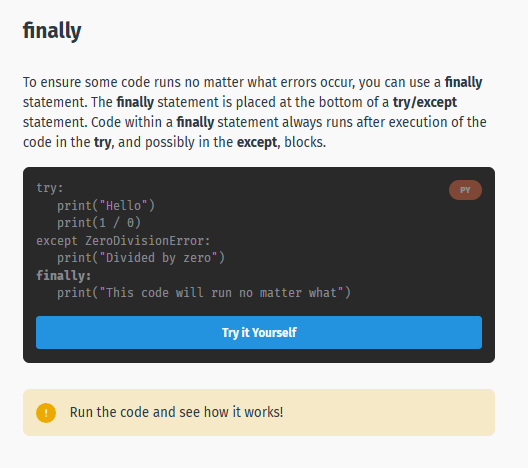 finally
To ensure some code runs no matter what errors occur, you can use a finally
statement. The finally statement is placed at the bottom of a try/except
statement. Code within a finally statement always runs after execution of the
code in the try, and possibly in the except, blocks.
PY
try:
   print("Hello")
   print(1 / 0)
except ZeroDivisionError:
   print("Divided by zero")
finally:
   print("This code will run no matter what")
Try it Yourself
! Run the code and see how it works!